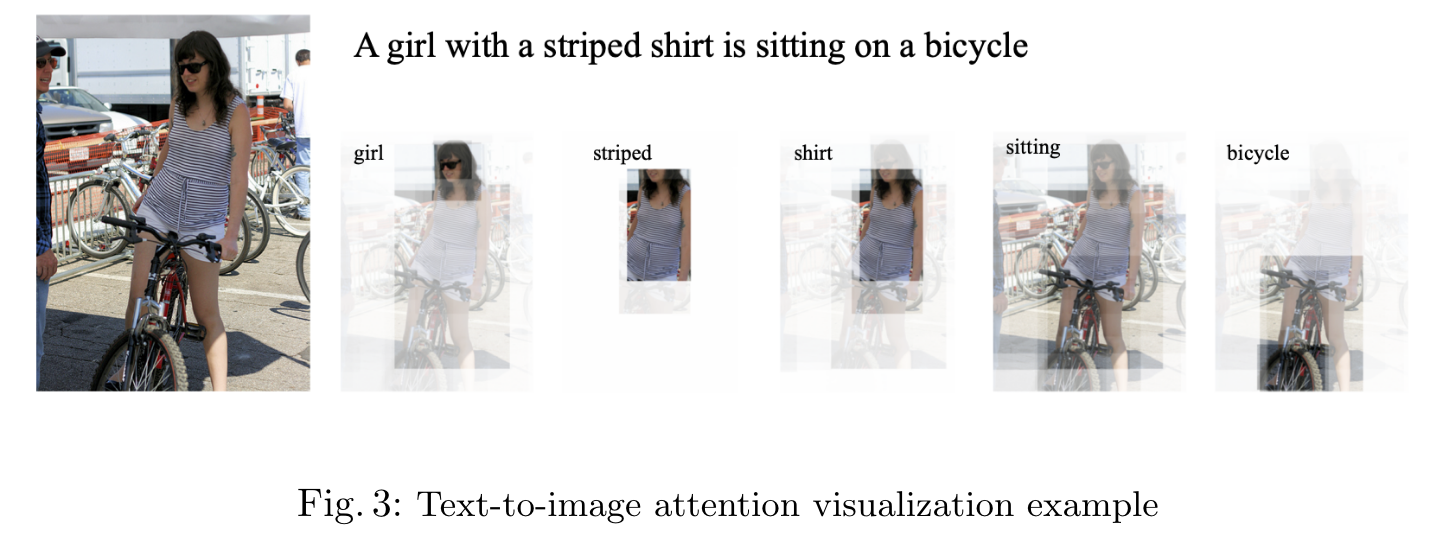 A girl with a striped shirt is sitting on a bicycle
girl
striped
shirt
sitting
bicycle
Fig. 3: Text-to-image attention visualization example